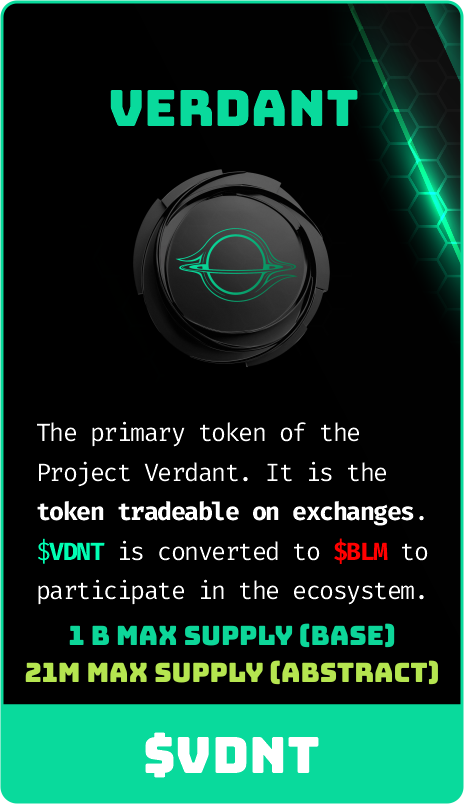 VERDANT
The primary token of the
Project Verdant. It is the
token tradeable on exchanges.
$VDNT is converted to $BLM to
participate in the ecosystem.
1 B MAX SUPPLY (BASE)
21M MAX SUPPLY (ABSTRACT)
$VDNT